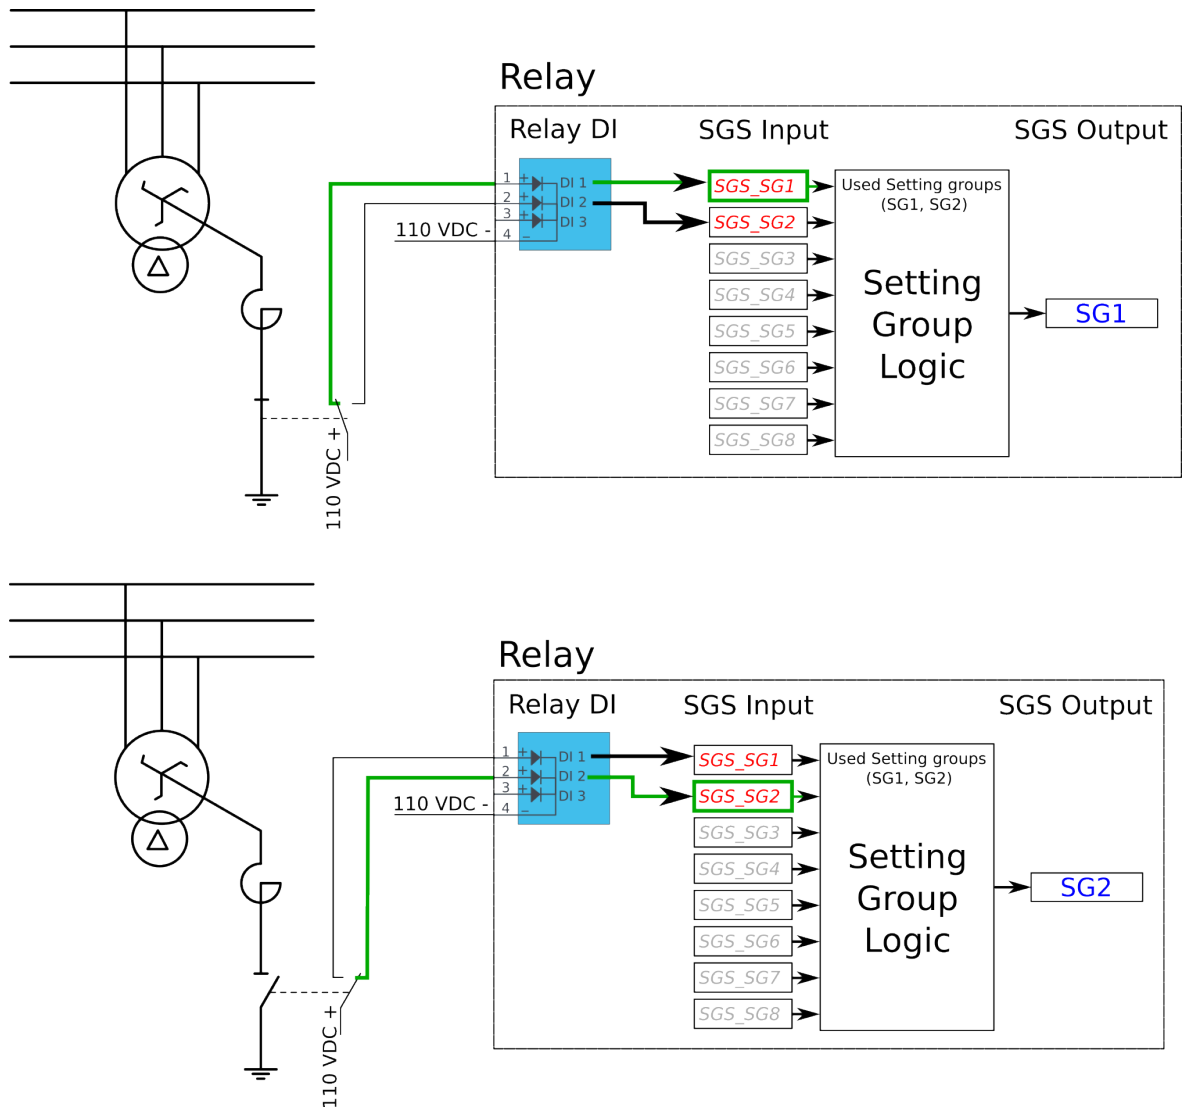 Relay
Relay DI
SGS Input
SGS Output
1 + DI 1
2 + DI 2
3 + DI 3
4 −
110 VDC -
110 VDC +
SGS_SG1
SGS_SG2
SGS_SG3
SGS_SG4
SGS_SG5
SGS_SG6
SGS_SG7
SGS_SG8
Used Setting groups
(SG1, SG2)
Setting
Group
Logic
SG1
Relay
Relay DI
SGS Input
SGS Output
1 + DI 1
2 + DI 2
3 + DI 3
4 −
110 VDC -
110 VDC +
SGS_SG1
SGS_SG2
SGS_SG3
SGS_SG4
SGS_SG5
SGS_SG6
SGS_SG7
SGS_SG8
Used Setting groups
(SG1, SG2)
Setting
Group
Logic
SG2